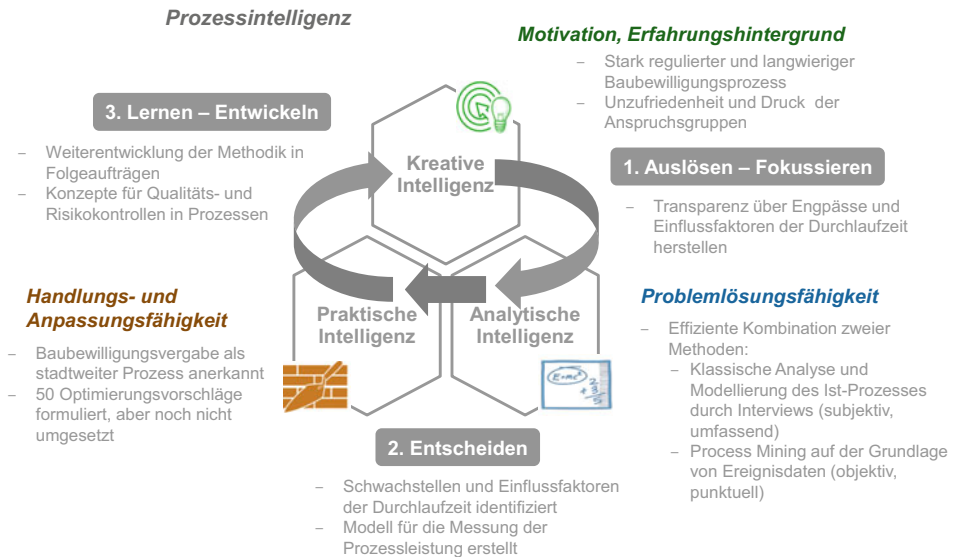 Prozessintelligenz
Motivation, Erfahrungshintergrund
– Stark regulierter und langwieriger
Baubewilligungsprozess
– Unzufriedenheit und Druck der
Anspruchsgruppen
3. Lernen – Entwickeln
– Weiterentwicklung der Methodik in
Folgeaufträgen
– Konzepte für Qualitäts- und
Risikokontrollen in Prozessen
Kreative
Intelligenz
1. Auslösen – Fokussieren
– Transparenz über Engpässe und
Einflussfaktoren der Durchlaufzeit
herstellen
Handlungs- und
Anpassungsfähigkeit
– Baubewilligungsvergabe als
stadtweiter Prozess anerkannt
– 50 Optimierungsvorschläge
formuliert, aber noch nicht
umgesetzt
Praktische
Intelligenz
Analytische
Intelligenz
E=mc²
Problemlösungsfähigkeit
– Effiziente Kombination zweier
Methoden:
– Klassische Analyse und
Modellierung des Ist-Prozesses
durch Interviews (subjektiv,
umfassend)
– Process Mining auf der Grundlage
von Ereignisdaten (objektiv,
punktuell)
2. Entscheiden
– Schwachstellen und Einflussfaktoren
der Durchlaufzeit identifiziert
– Modell für die Messung der
Prozessleistung erstellt